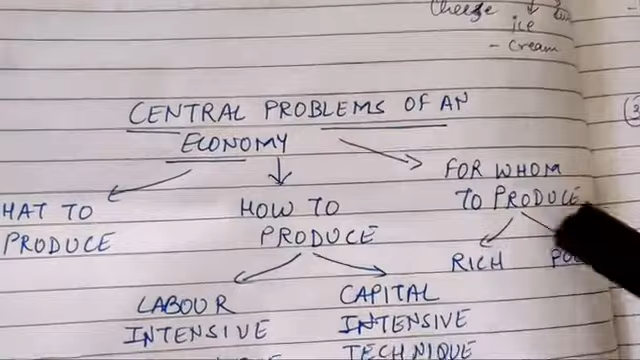 Cheese
ice
- cream
CENTRAL PROBLEMS OF AN
ECONOMY
FOR WHOM
TO PRODUCE
HAT TO
PRODUCE
HOW TO
PRODUCE
RICH
LABOUR
INTENSIVE
CAPITAL
INTENSIVE
TECHNIQUE